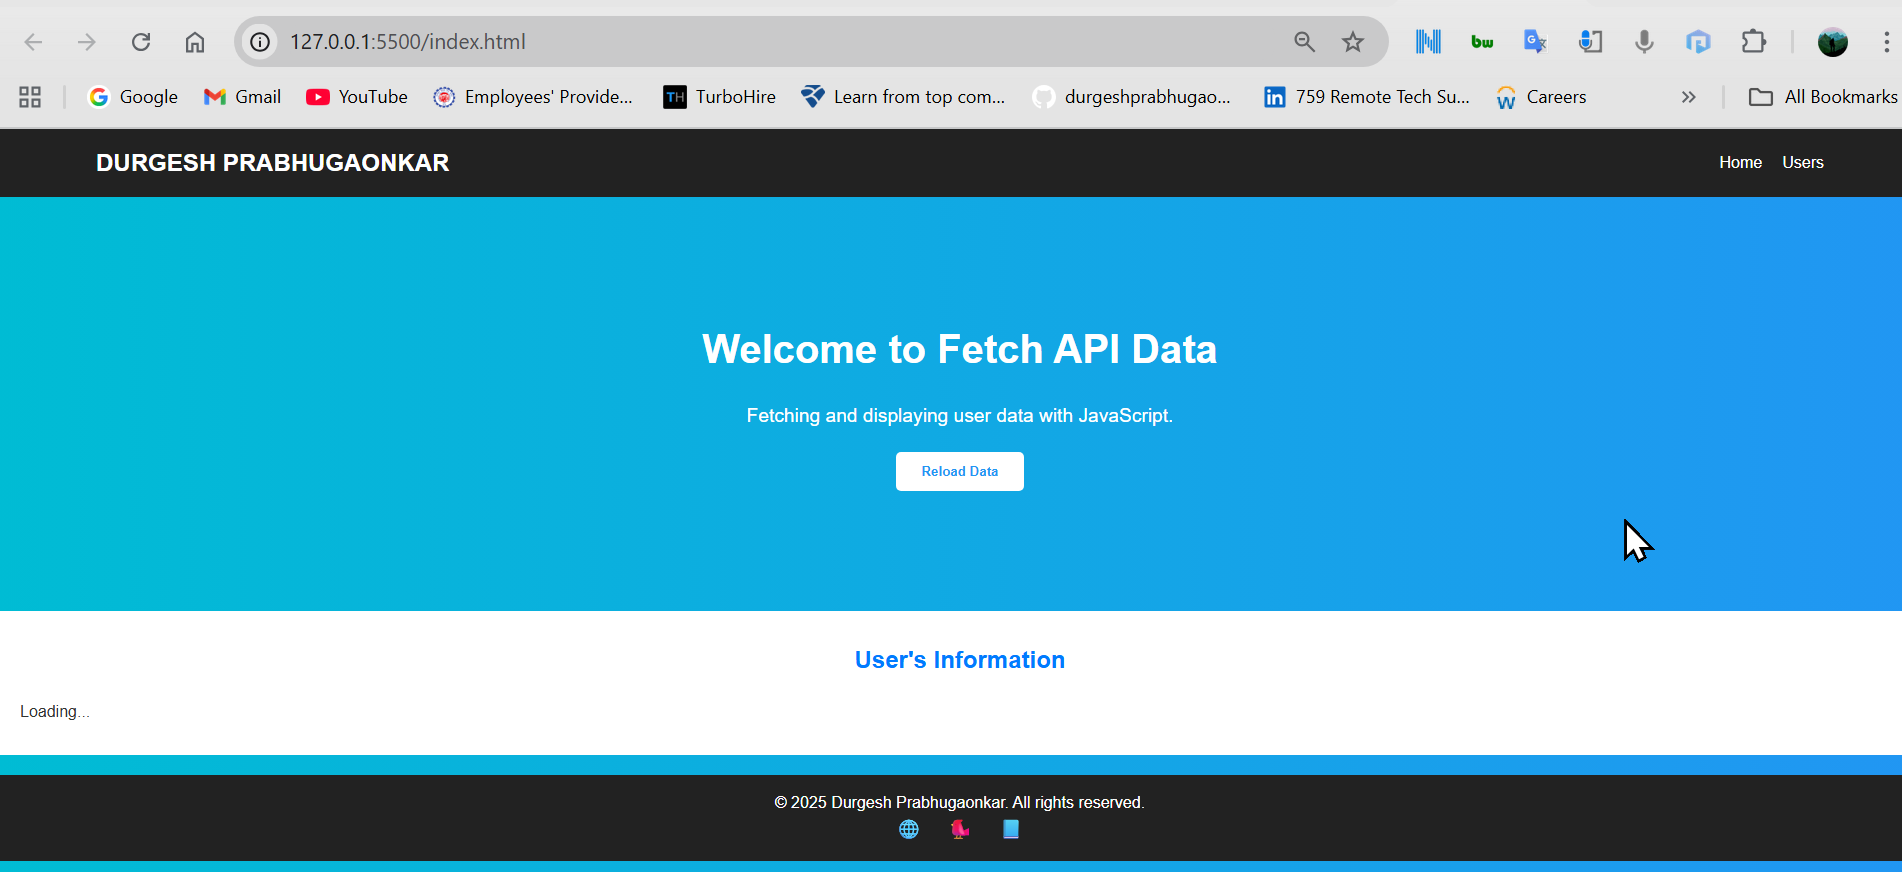 127.0.0.1:5500/index.html
Google Gmail YouTube Employees' Provide... TH TurboHire Learn from top com... durgeshprabhugao... in 759 Remote Tech Su... Careers » All Bookmarks
DURGESH PRABHUGAONKAR Home Users
Welcome to Fetch API Data
Fetching and displaying user data with JavaScript.
Reload Data
User's Information
Loading...
© 2025 Durgesh Prabhugaonkar. All rights reserved.